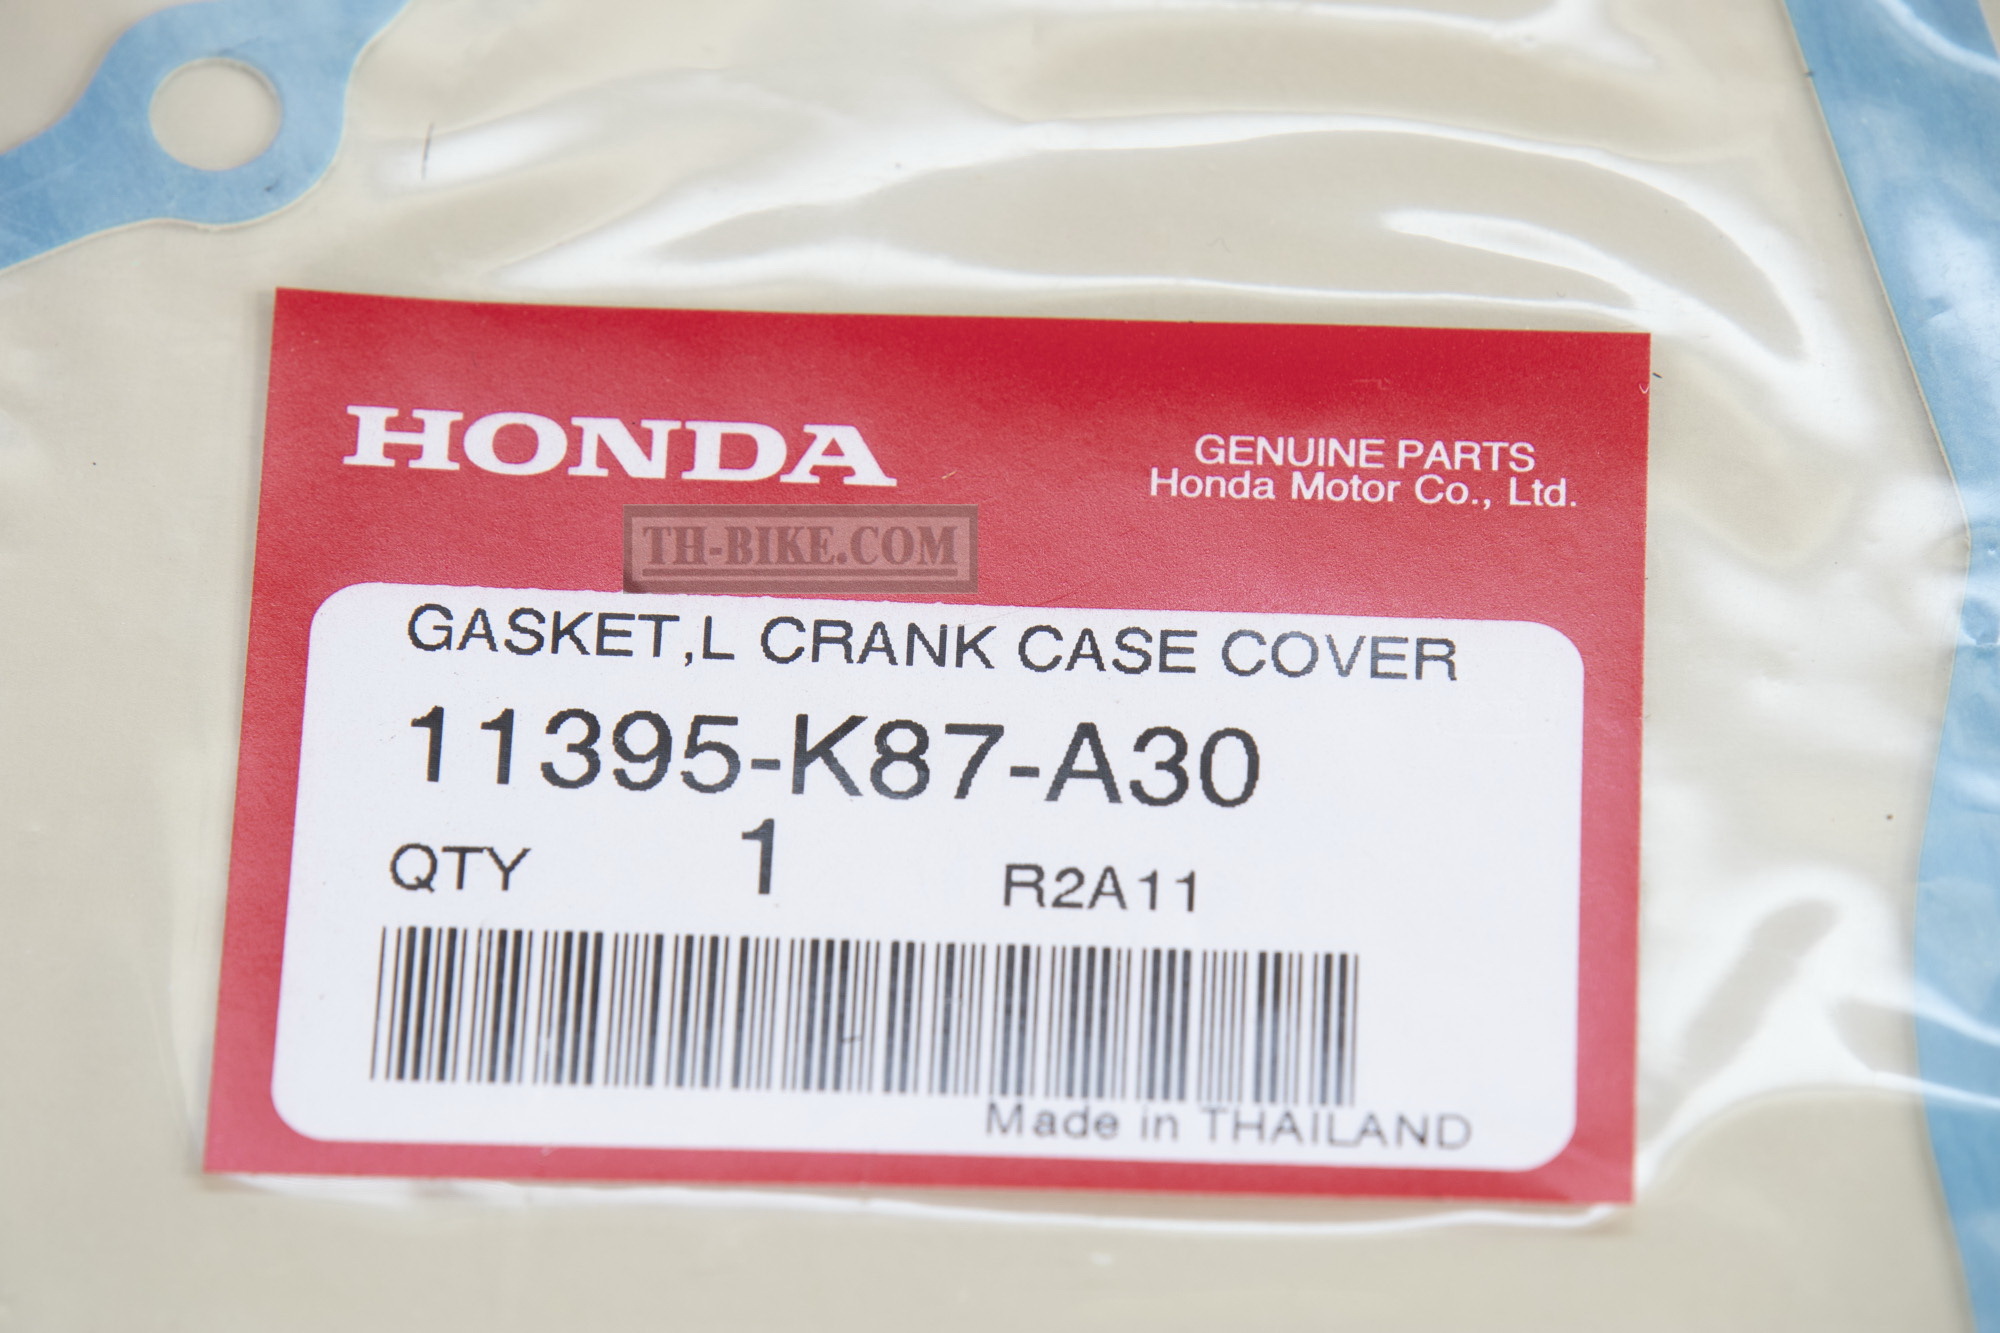 HONDA
GENUINE PARTS
Honda Motor Co., Ltd.
TH-BIKE.COM
GASKET,L CRANK CASE COVER
11395-K87-A30
QTY 1 R2A11
Made in THAILAND